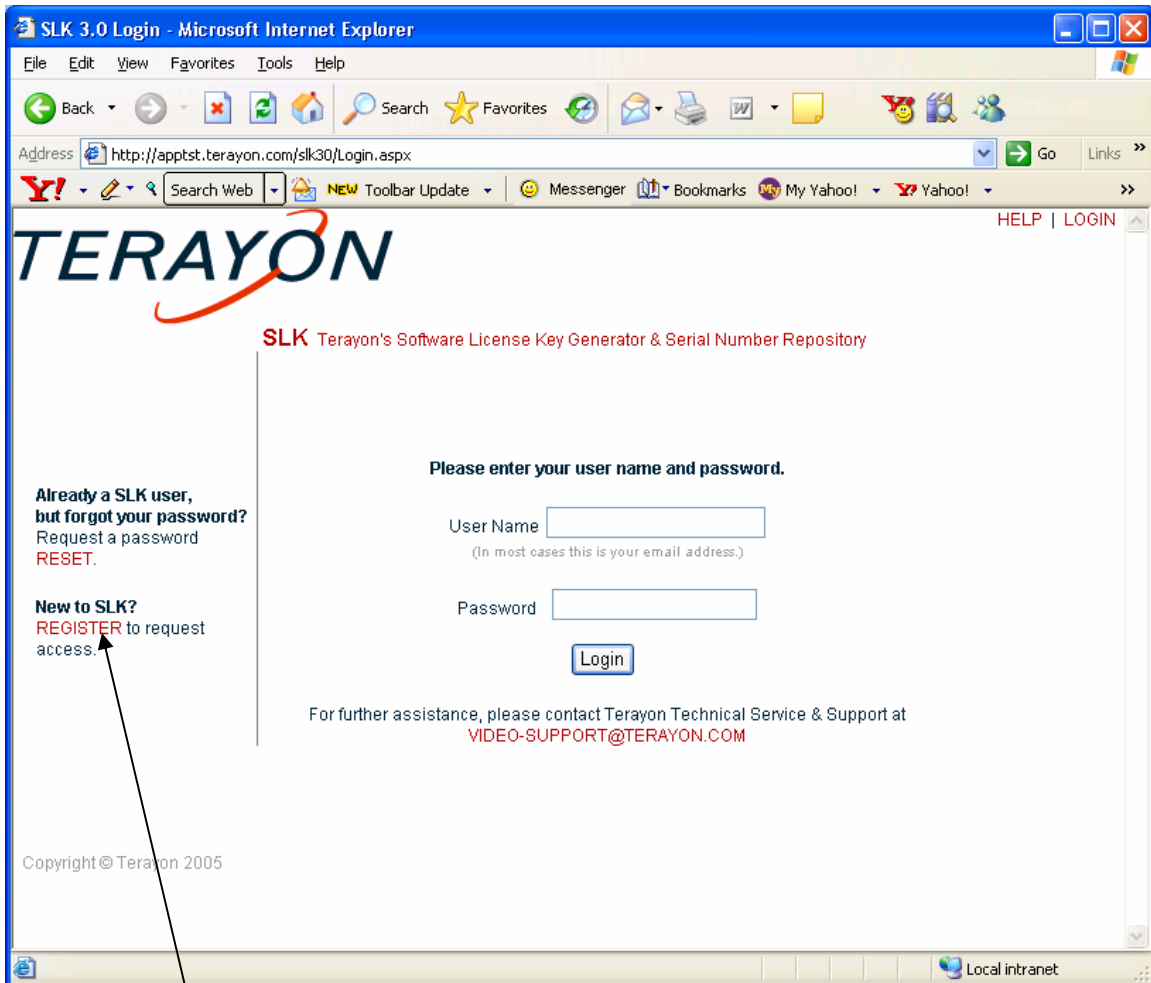 SLK 3.0 Login - Microsoft Internet Explorer
File Edit View Favorites Tools Help
Back Search Favorites
Address http://apptst.terayon.com/slk30/Login.aspx Go Links »
Y! Search Web NEW Toolbar Update Messenger Bookmarks My My Yahoo! Y! Yahoo! »
HELP | LOGIN
TERAYON
SLK Terayon's Software License Key Generator & Serial Number Repository
Please enter your user name and password.
Already a SLK user,
but forgot your password?
Request a password
RESET.
User Name
(In most cases this is your email address.)
New to SLK?
REGISTER to request
access.
Password
Login
For further assistance, please contact Terayon Technical Service & Support at
VIDEO-SUPPORT@TERAYON.COM
Copyright © Terayon 2005
Local intranet